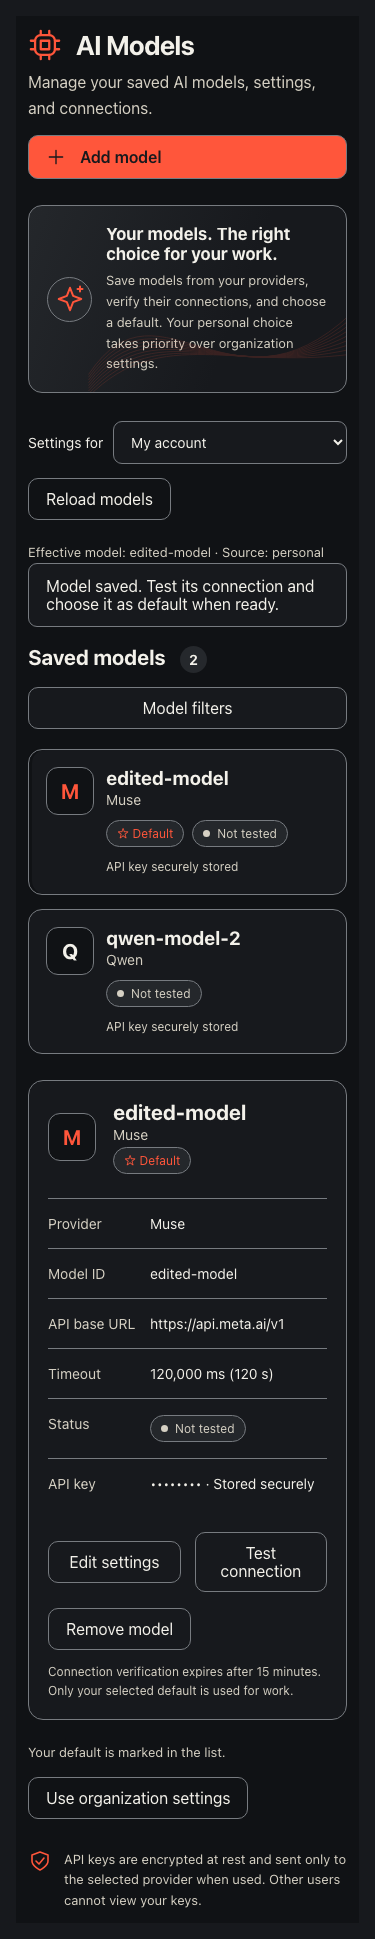 AI Models
Manage your saved AI models, settings,
and connections.
Add model
Your models. The right
choice for your work.
Save models from your providers,
verify their connections, and choose
a default. Your personal choice
takes priority over organization
settings.
Settings for
My account
Reload models
Effective model: edited-model · Source: personal
Model saved. Test its connection and
choose it as default when ready.
Saved models 2
Model filters
M
edited-model
Muse
Default
Not tested
API key securely stored
Q
qwen-model-2
Qwen
Not tested
API key securely stored
M
edited-model
Muse
Default
Provider Muse
Model ID edited-model
API base URL https://api.meta.ai/v1
Timeout 120,000 ms (120 s)
Status Not tested
API key •••••••• · Stored securely
Edit settings
Test
connection
Remove model
Connection verification expires after 15 minutes.
Only your selected default is used for work.
Your default is marked in the list.
Use organization settings
API keys are encrypted at rest and sent only to
the selected provider when used. Other users
cannot view your keys.